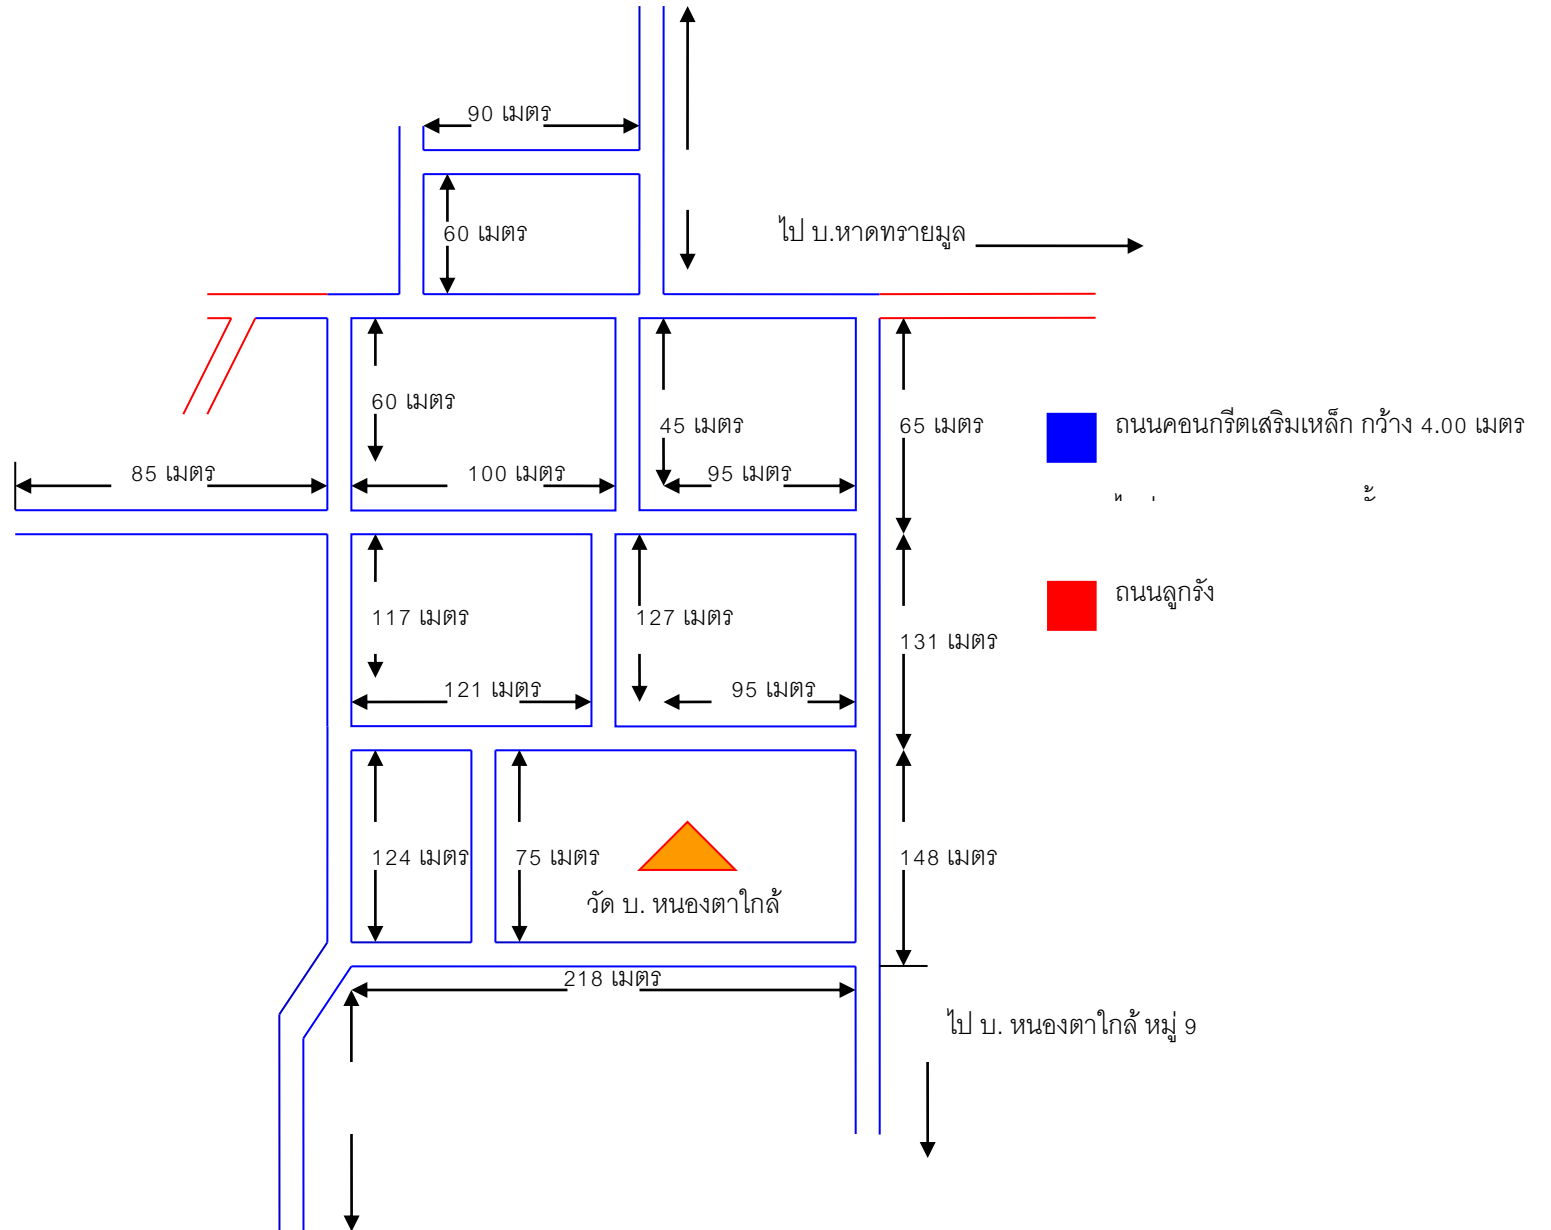 90 เมตร
60 เมตร
ไป บ.หาดทรายมูล
60 เมตร
45 เมตร
65 เมตร
ถนนคอนกรีตเสริมเหล็ก กว้าง 4.00 เมตร
85 เมตร
100 เมตร
95 เมตร
ถนนลูกรัง
117 เมตร
127 เมตร
131 เมตร
121 เมตร
95 เมตร
124 เมตร
75 เมตร
148 เมตร
วัด บ. หนองตาใกล้
218 เมตร
ไป บ. หนองตาใกล้ หมู่ 9